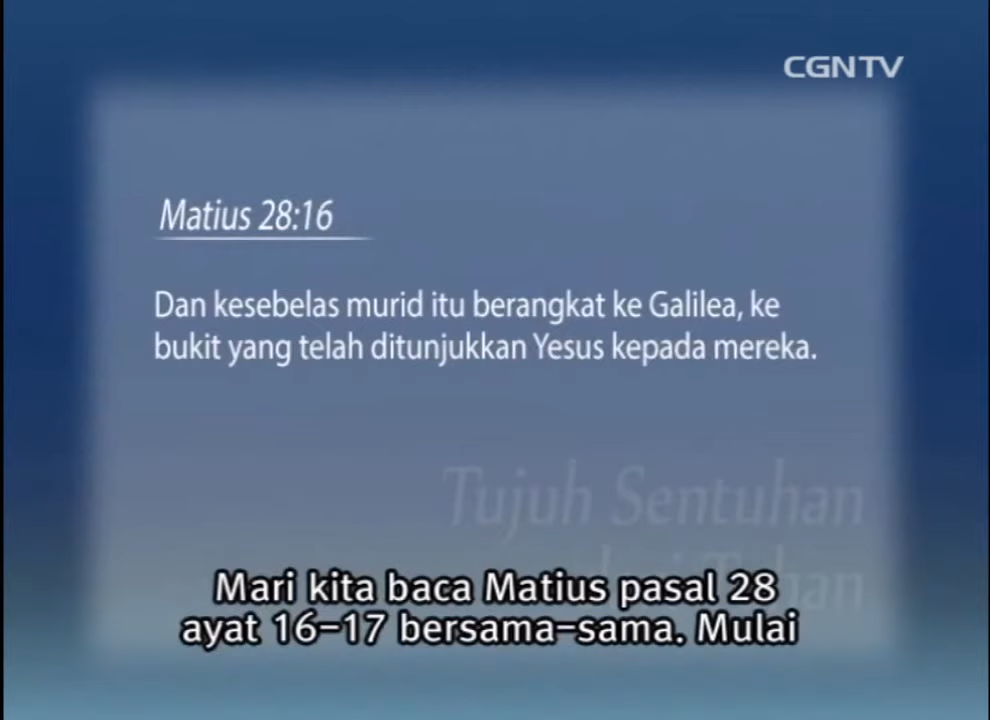 CGNTV
Matius 28:16
Dan kesebelas murid itu berangkat ke Galilea, ke
bukit yang telah ditunjukkan Yesus kepada mereka.
Tujuh Sentuhan
Mari kita baca Matius pasal 28
ayat 16-17 bersama-sama. Mulai